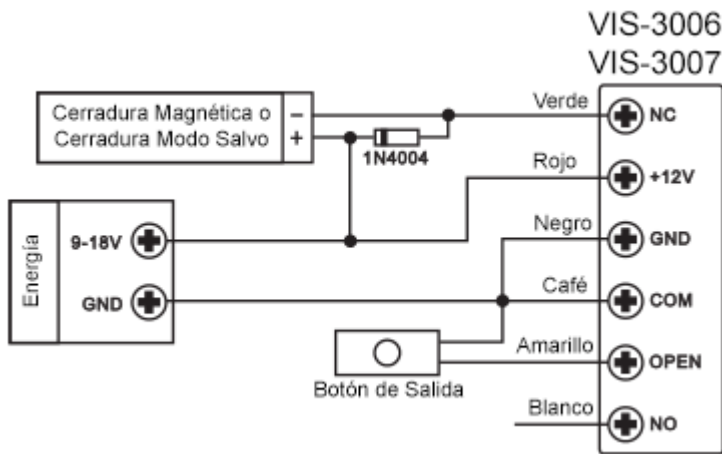 VIS-3006
VIS-3007
Cerradura Magnética o
Cerradura Modo Salvo
−
+
1N4004
Verde
NC
Rojo
+12V
Negro
GND
Café
COM
Amarillo
OPEN
Blanco
NO
Energía
9-18V
GND
Botón de Salida